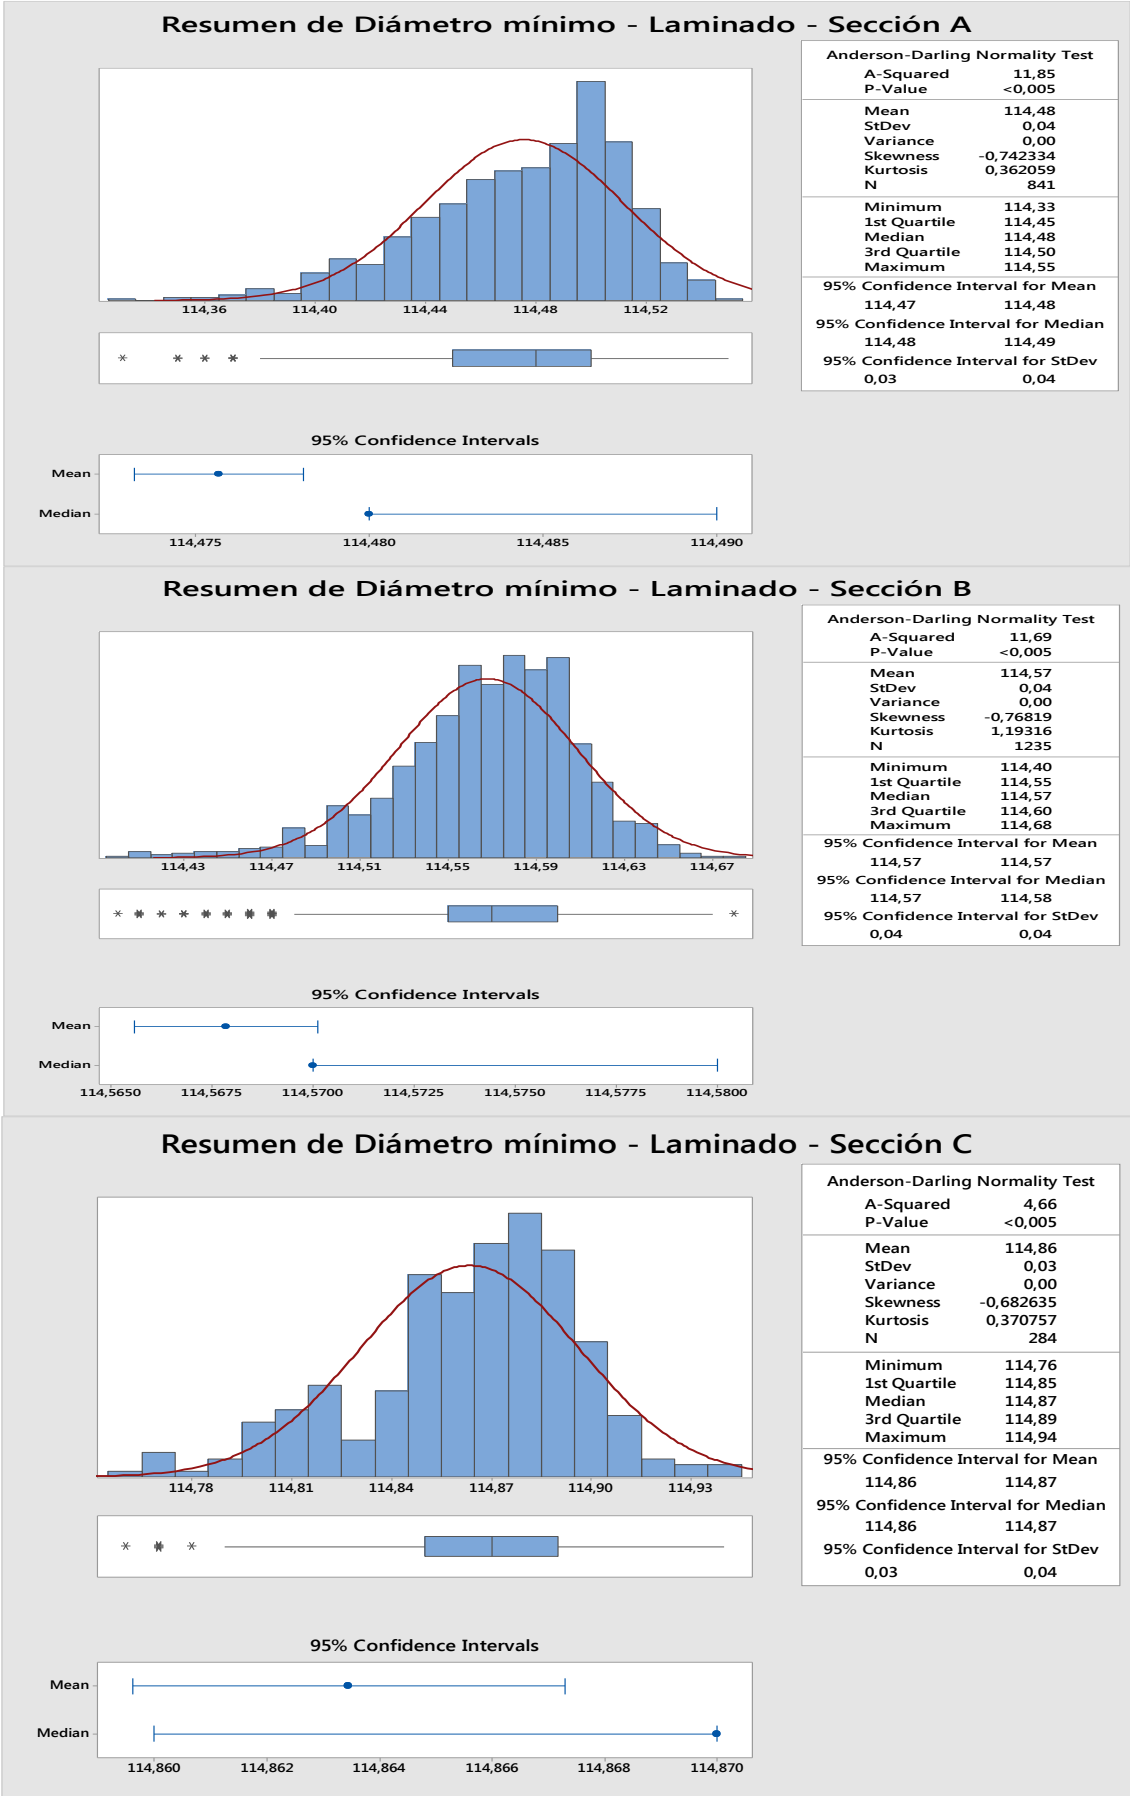 Resumen de Diámetro mínimo - Laminado - Sección A
Anderson-Darling Normality Test
A-Squared 11,85
P-Value <0,005
Mean 114,48
StDev 0,04
Variance 0,00
Skewness -0,742334
Kurtosis 0,362059
N 841
Minimum 114,33
1st Quartile 114,45
Median 114,48
3rd Quartile 114,50
Maximum 114,55
95% Confidence Interval for Mean
114,47 114,48
95% Confidence Interval for Median
114,48 114,49
95% Confidence Interval for StDev
0,03 0,04
114,36 114,40 114,44 114,48 114,52
95% Confidence Intervals
Mean
Median
114,475 114,480 114,485 114,490
Resumen de Diámetro mínimo - Laminado - Sección B
Anderson-Darling Normality Test
A-Squared 11,69
P-Value <0,005
Mean 114,57
StDev 0,04
Variance 0,00
Skewness -0,76819
Kurtosis 1,19316
N 1235
Minimum 114,40
1st Quartile 114,55
Median 114,57
3rd Quartile 114,60
Maximum 114,68
95% Confidence Interval for Mean
114,57 114,57
95% Confidence Interval for Median
114,57 114,58
95% Confidence Interval for StDev
0,04 0,04
114,43 114,47 114,51 114,55 114,59 114,63 114,67
95% Confidence Intervals
Mean
Median
114,5650 114,5675 114,5700 114,5725 114,5750 114,5775 114,5800
Resumen de Diámetro mínimo - Laminado - Sección C
Anderson-Darling Normality Test
A-Squared 4,66
P-Value <0,005
Mean 114,86
StDev 0,03
Variance 0,00
Skewness -0,682635
Kurtosis 0,370757
N 284
Minimum 114,76
1st Quartile 114,85
Median 114,87
3rd Quartile 114,89
Maximum 114,94
95% Confidence Interval for Mean
114,86 114,87
95% Confidence Interval for Median
114,86 114,87
95% Confidence Interval for StDev
0,03 0,04
114,78 114,81 114,84 114,87 114,90 114,93
95% Confidence Intervals
Mean
Median
114,860 114,862 114,864 114,866 114,868 114,870